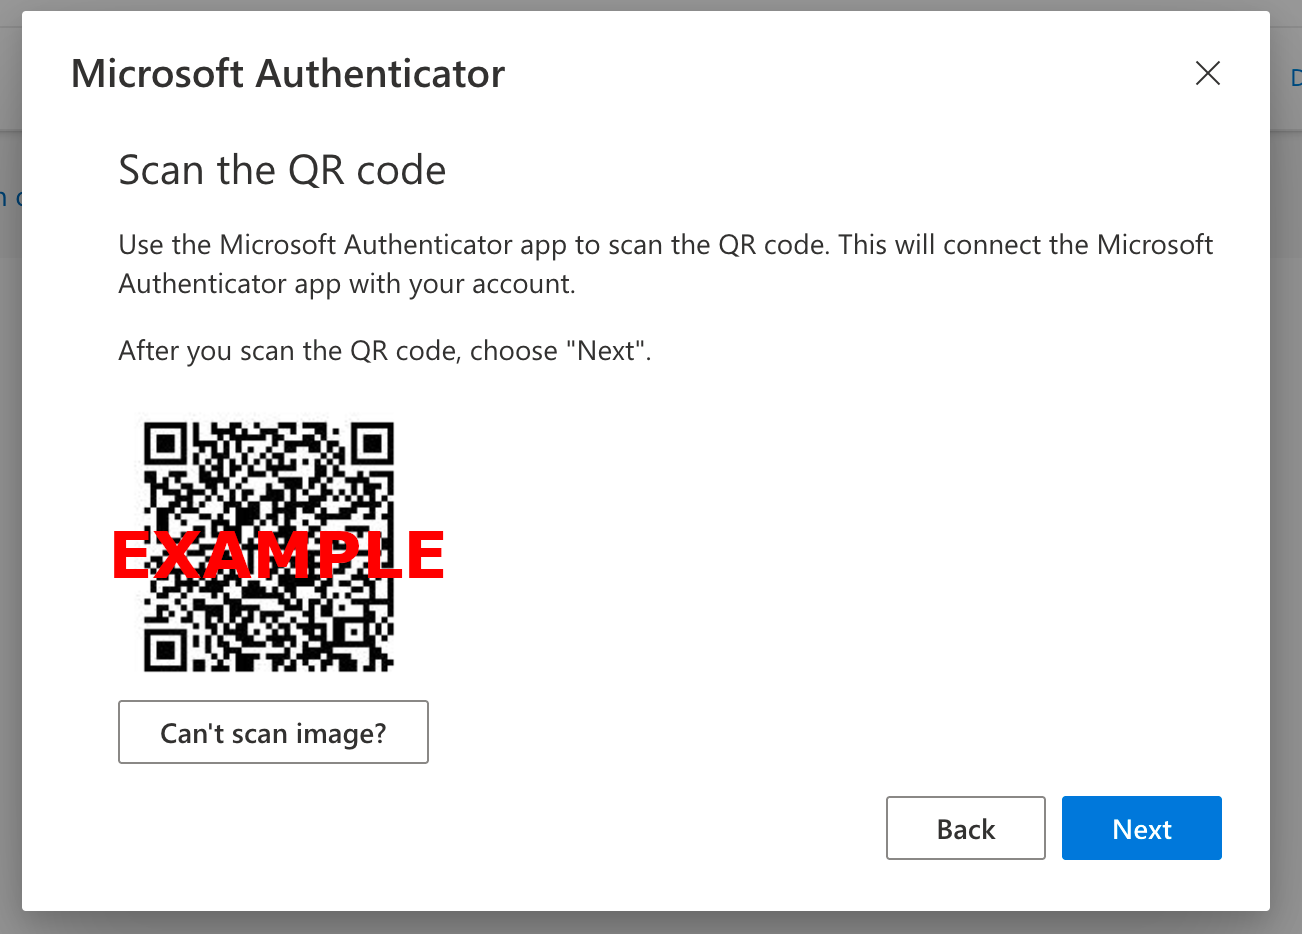 Microsoft Authenticator
Scan the QR code
Use the Microsoft Authenticator app to scan the QR code. This will connect the Microsoft
Authenticator app with your account.
After you scan the QR code, choose "Next".
EXAMPLE
Can't scan image?
Back
Next